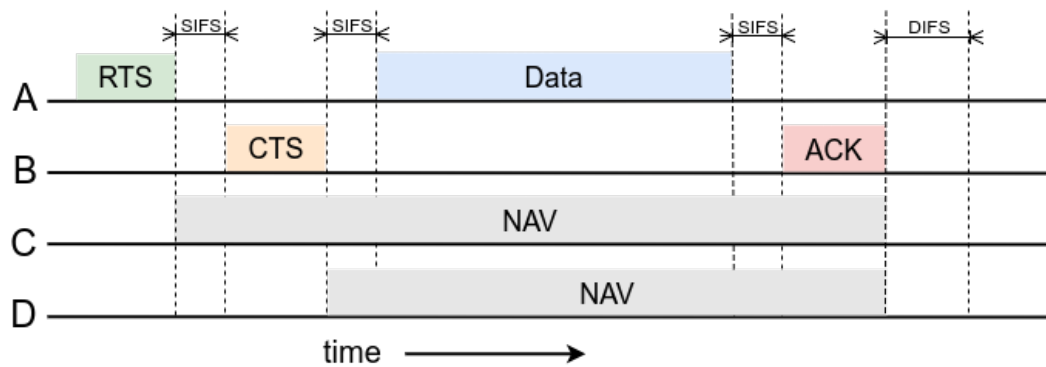 SIFS SIFS SIFS DIFS
A RTS Data
B CTS ACK
C NAV
D NAV
time